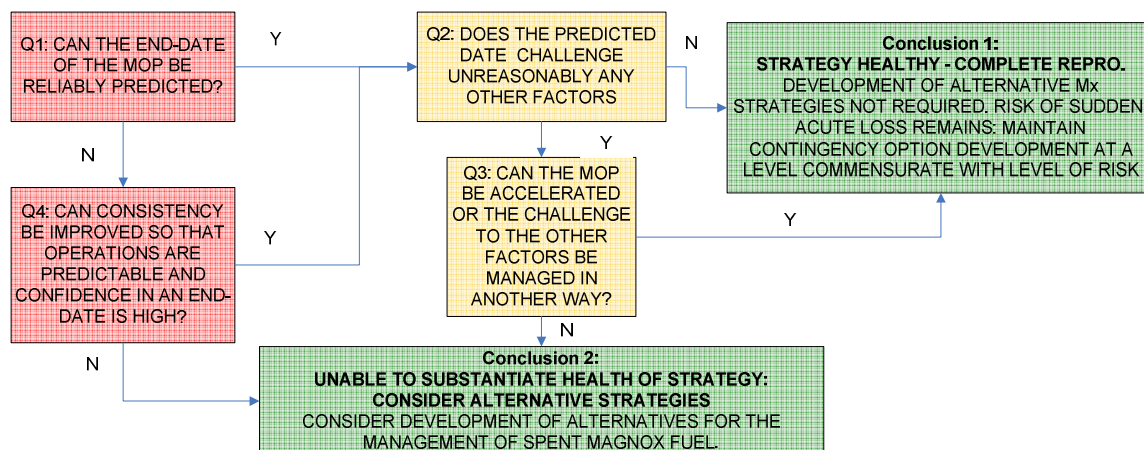 Q1: CAN THE END-DATE
OF THE MOP BE
RELIABLY PREDICTED?
Y
Q2: DOES THE PREDICTED
DATE CHALLENGE
UNREASONABLY ANY
OTHER FACTORS
N
Conclusion 1:
STRATEGY HEALTHY - COMPLETE REPRO.
DEVELOPMENT OF ALTERNATIVE Mx
STRATEGIES NOT REQUIRED. RISK OF SUDDEN
ACUTE LOSS REMAINS: MAINTAIN
CONTINGENCY OPTION DEVELOPMENT AT A
LEVEL COMMENSURATE WITH LEVEL OF RISK
N
Y
Q4: CAN CONSISTENCY
BE IMPROVED SO THAT
OPERATIONS ARE
PREDICTABLE AND
CONFIDENCE IN AN END-
DATE IS HIGH?
Y
Q3: CAN THE MOP
BE ACCELERATED
OR THE CHALLENGE
TO THE OTHER
FACTORS BE
MANAGED IN
ANOTHER WAY?
Y
N
N
Conclusion 2:
UNABLE TO SUBSTANTIATE HEALTH OF STRATEGY:
CONSIDER ALTERNATIVE STRATEGIES
CONSIDER DEVELOPMENT OF ALTERNATIVES FOR THE
MANAGEMENT OF SPENT MAGNOX FUEL.